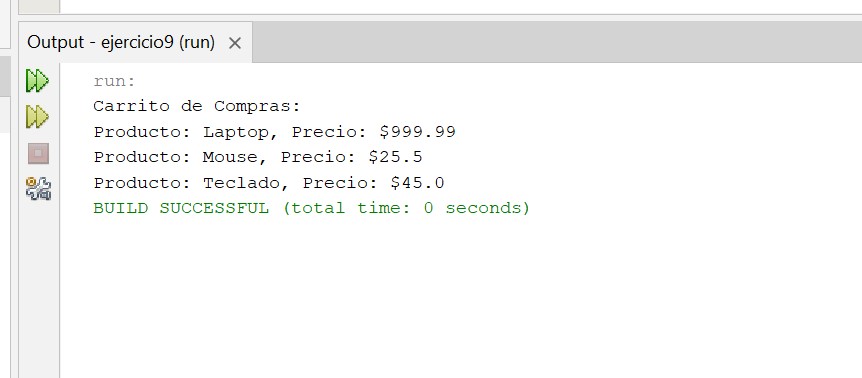 Output - ejercicio9 (run)
run:
Carrito de Compras:
Producto: Laptop, Precio: $999.99
Producto: Mouse, Precio: $25.5
Producto: Teclado, Precio: $45.0
BUILD SUCCESSFUL (total time: 0 seconds)